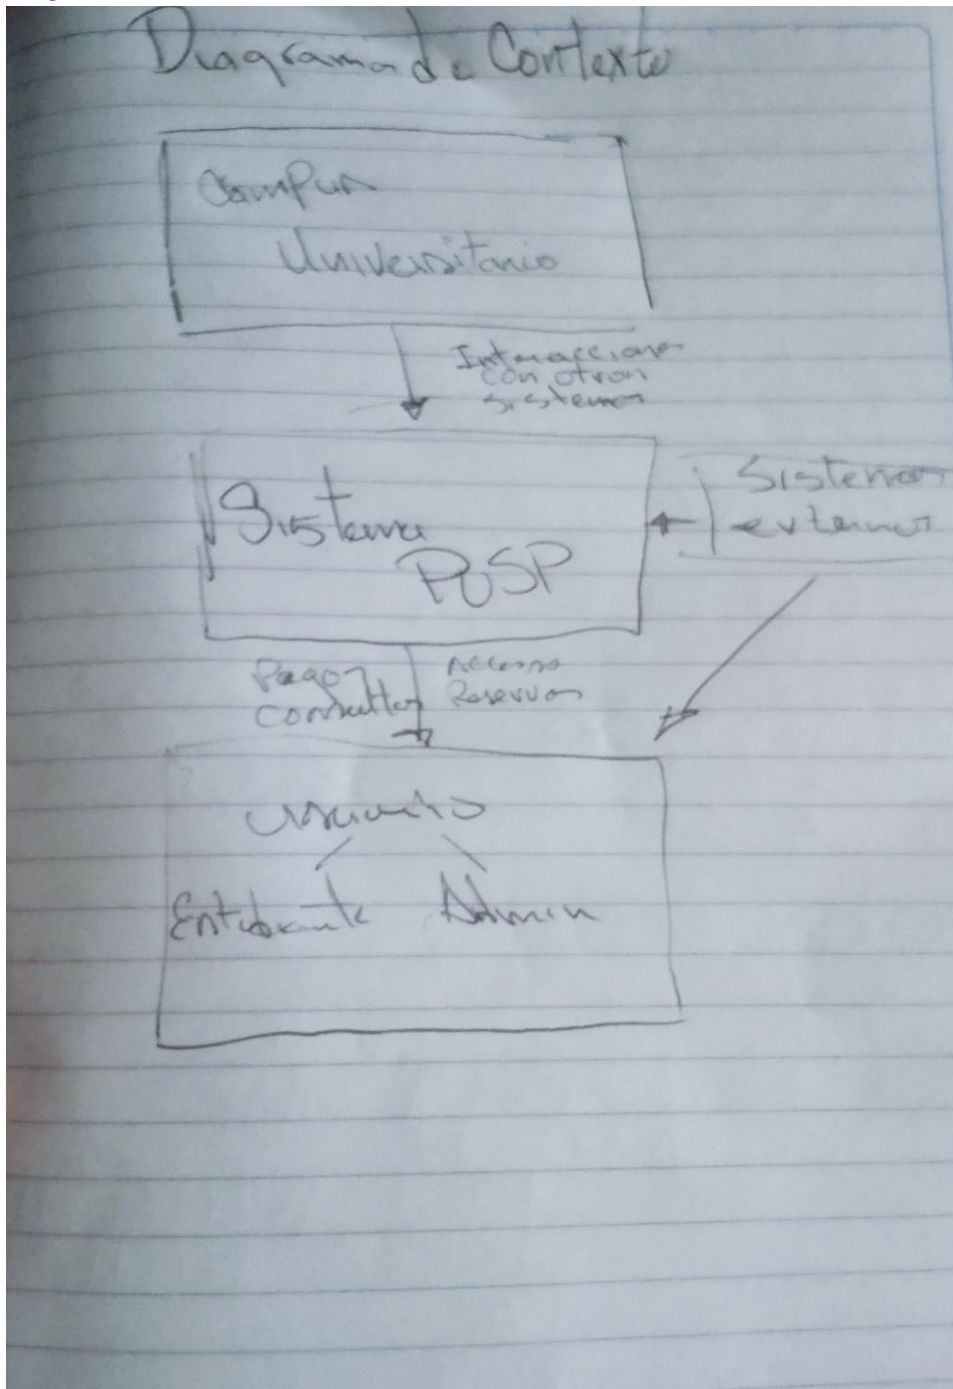 Diagrama de Contexto
Campus
Universitario
Interacciones
con otros
sistemas
Sistema
PUSP
Sistemas
externos
Pagos Accesos
Consultas Reservas
Usuario
Estudiante Admin